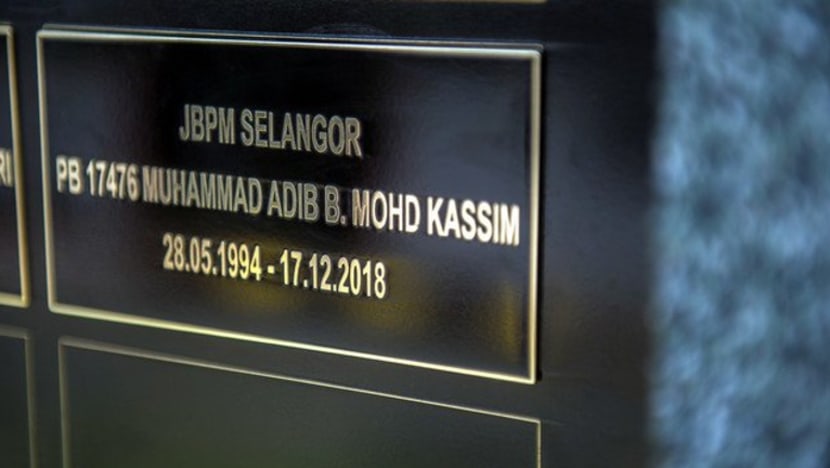 JBPM SELANGOR
PB 17476 MUHAMMAD ADIB B. MOHD KASSIM
28.05.1994 - 17.12.2018